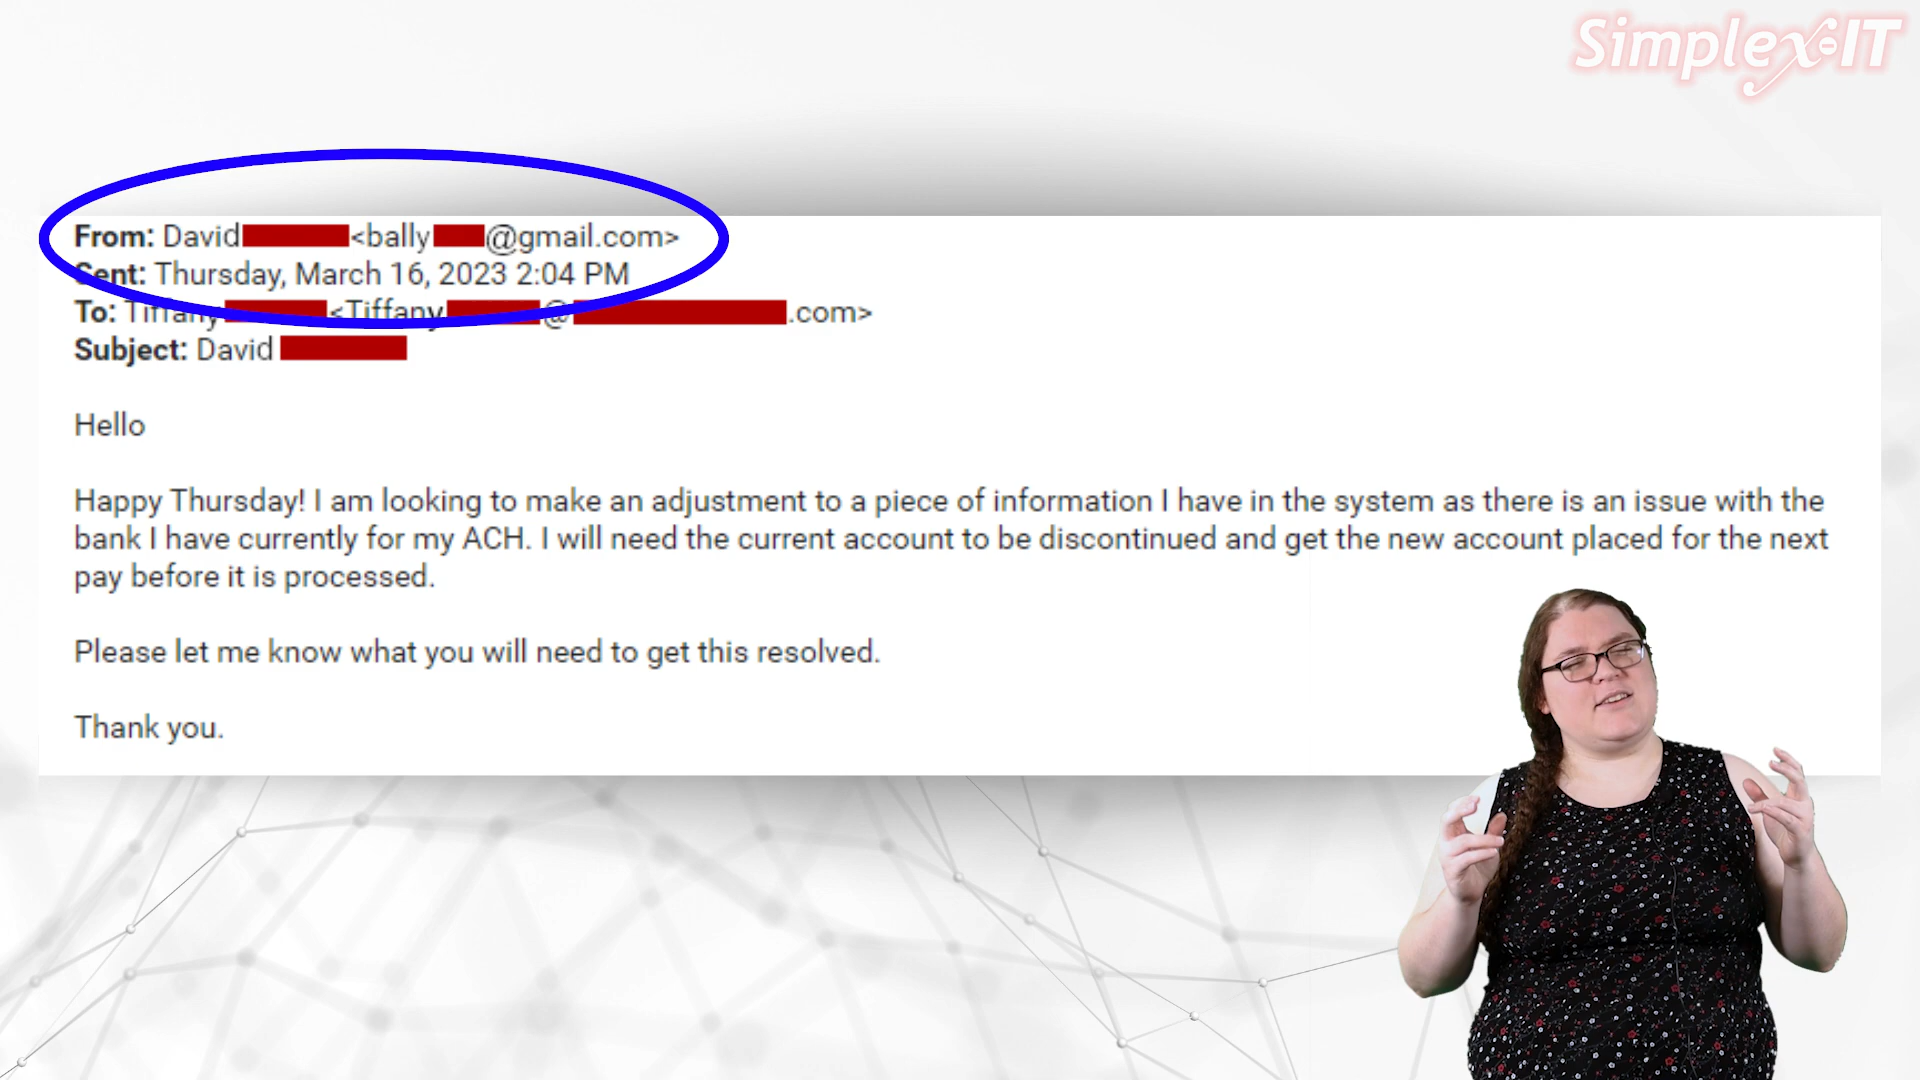 Simplex-IT
From: David <bally @gmail.com>
Sent: Thursday, March 16, 2023 2:04 PM
To: Tiffany <Tiffany @ .com>
Subject: David
Hello
Happy Thursday! I am looking to make an adjustment to a piece of information I have in the system as there is an issue with the
bank I have currently for my ACH. I will need the current account to be discontinued and get the new account placed for the next
pay before it is processed.
Please let me know what you will need to get this resolved.
Thank you.